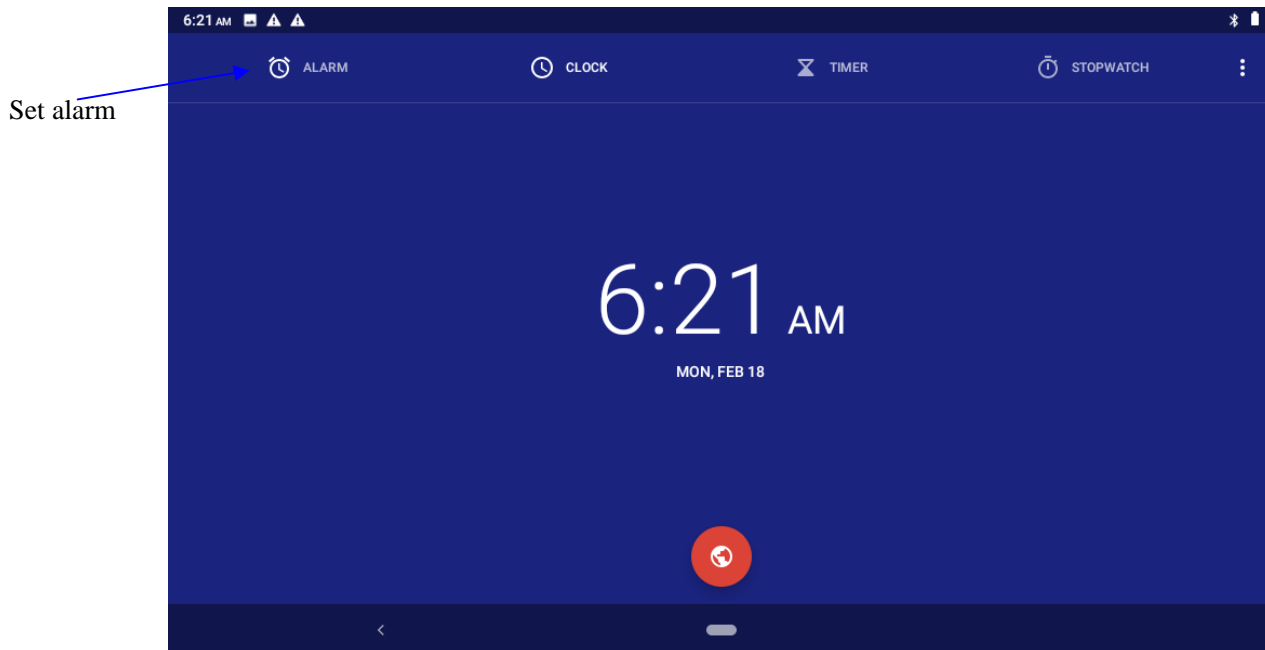 6:21 AM
ALARM CLOCK TIMER STOPWATCH
Set alarm
6:21 AM
MON, FEB 18